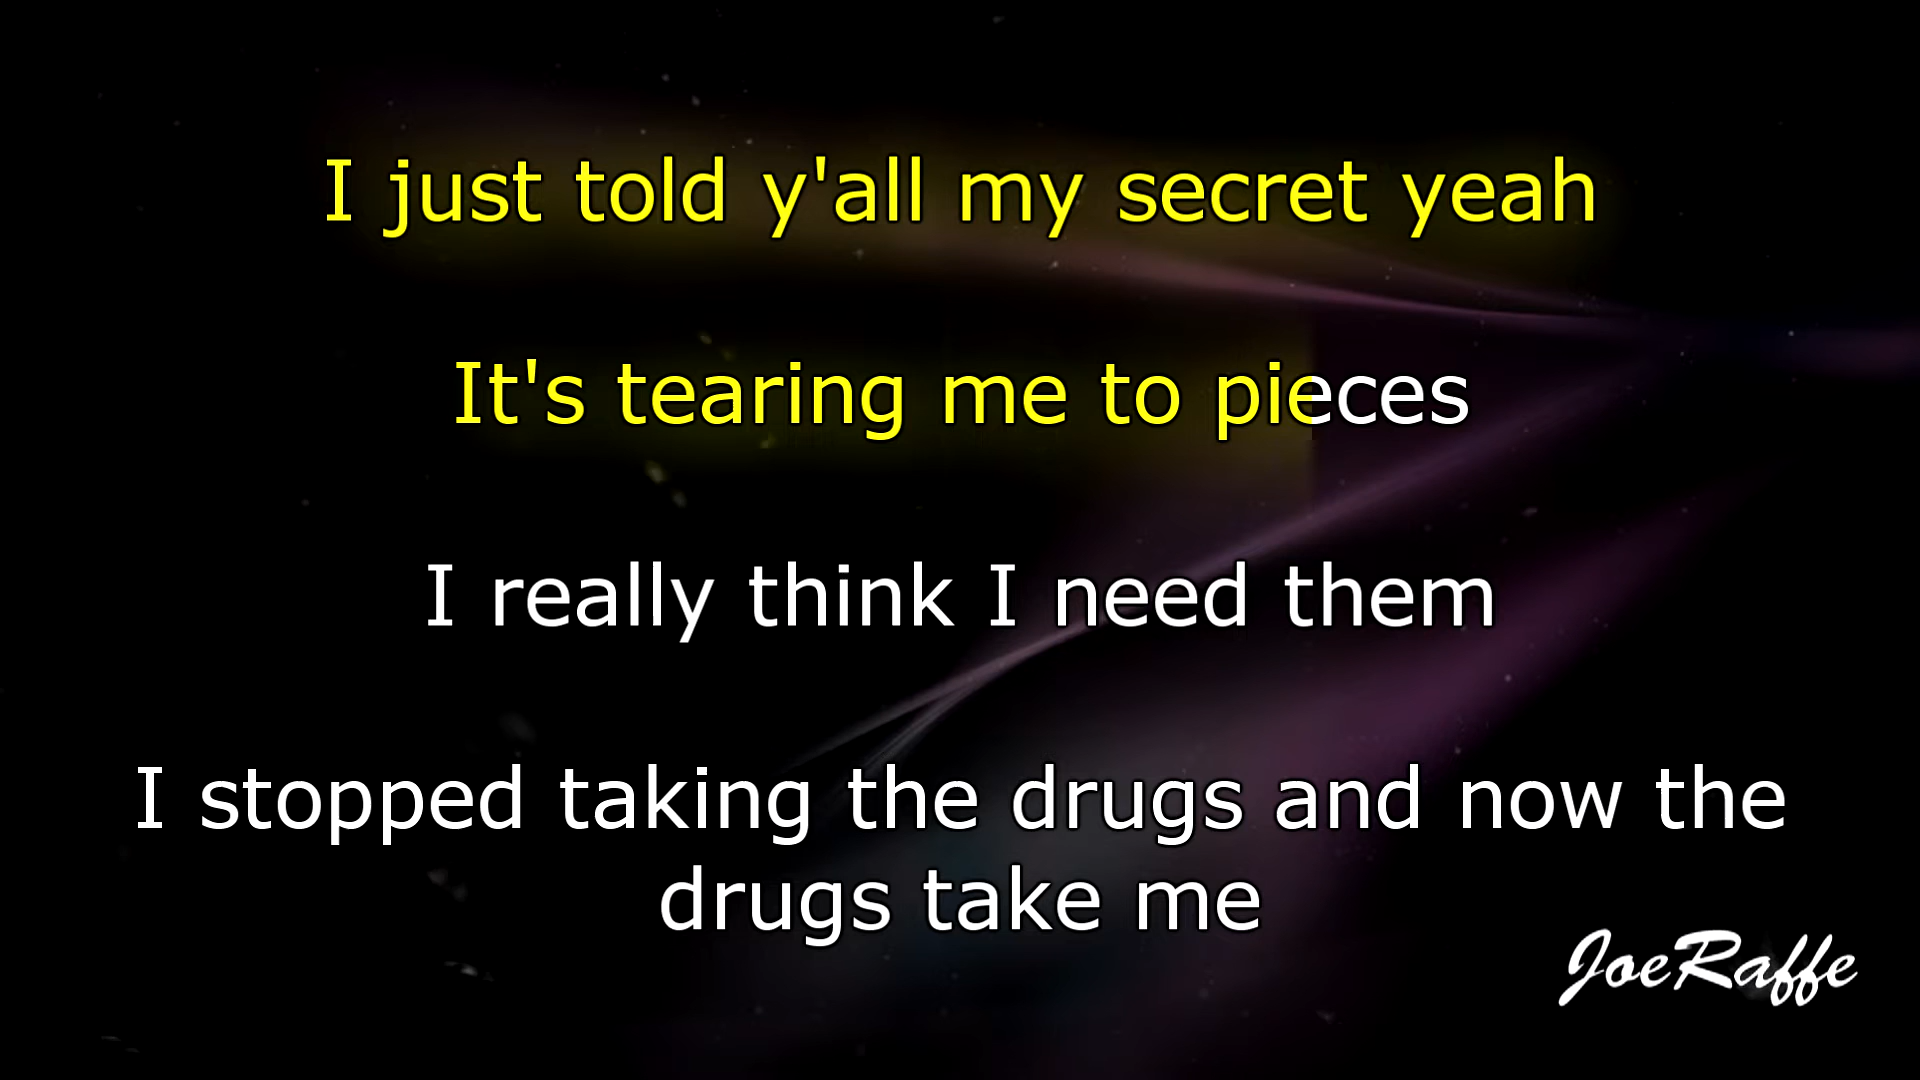 I just told y'all my secret yeah
It's tearing me to pieces
I really think I need them
I stopped taking the drugs and now the
drugs take me
JoeRaffe